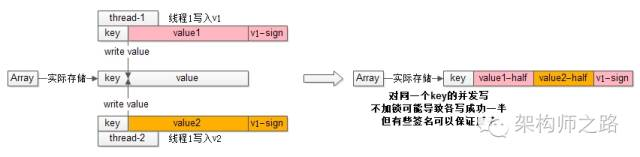 thread-1 线程1写入v1
key value1 v1-sign
write value
Array 实际存储 key value
write value
key value2 v1-sign
thread-2 线程1写入v2
Array 实际存储 key value1-half value2-half v1-sign
对同一个key的并发写
不加锁可能导致各写成功一半
但有些签名可以保证
架构师之路